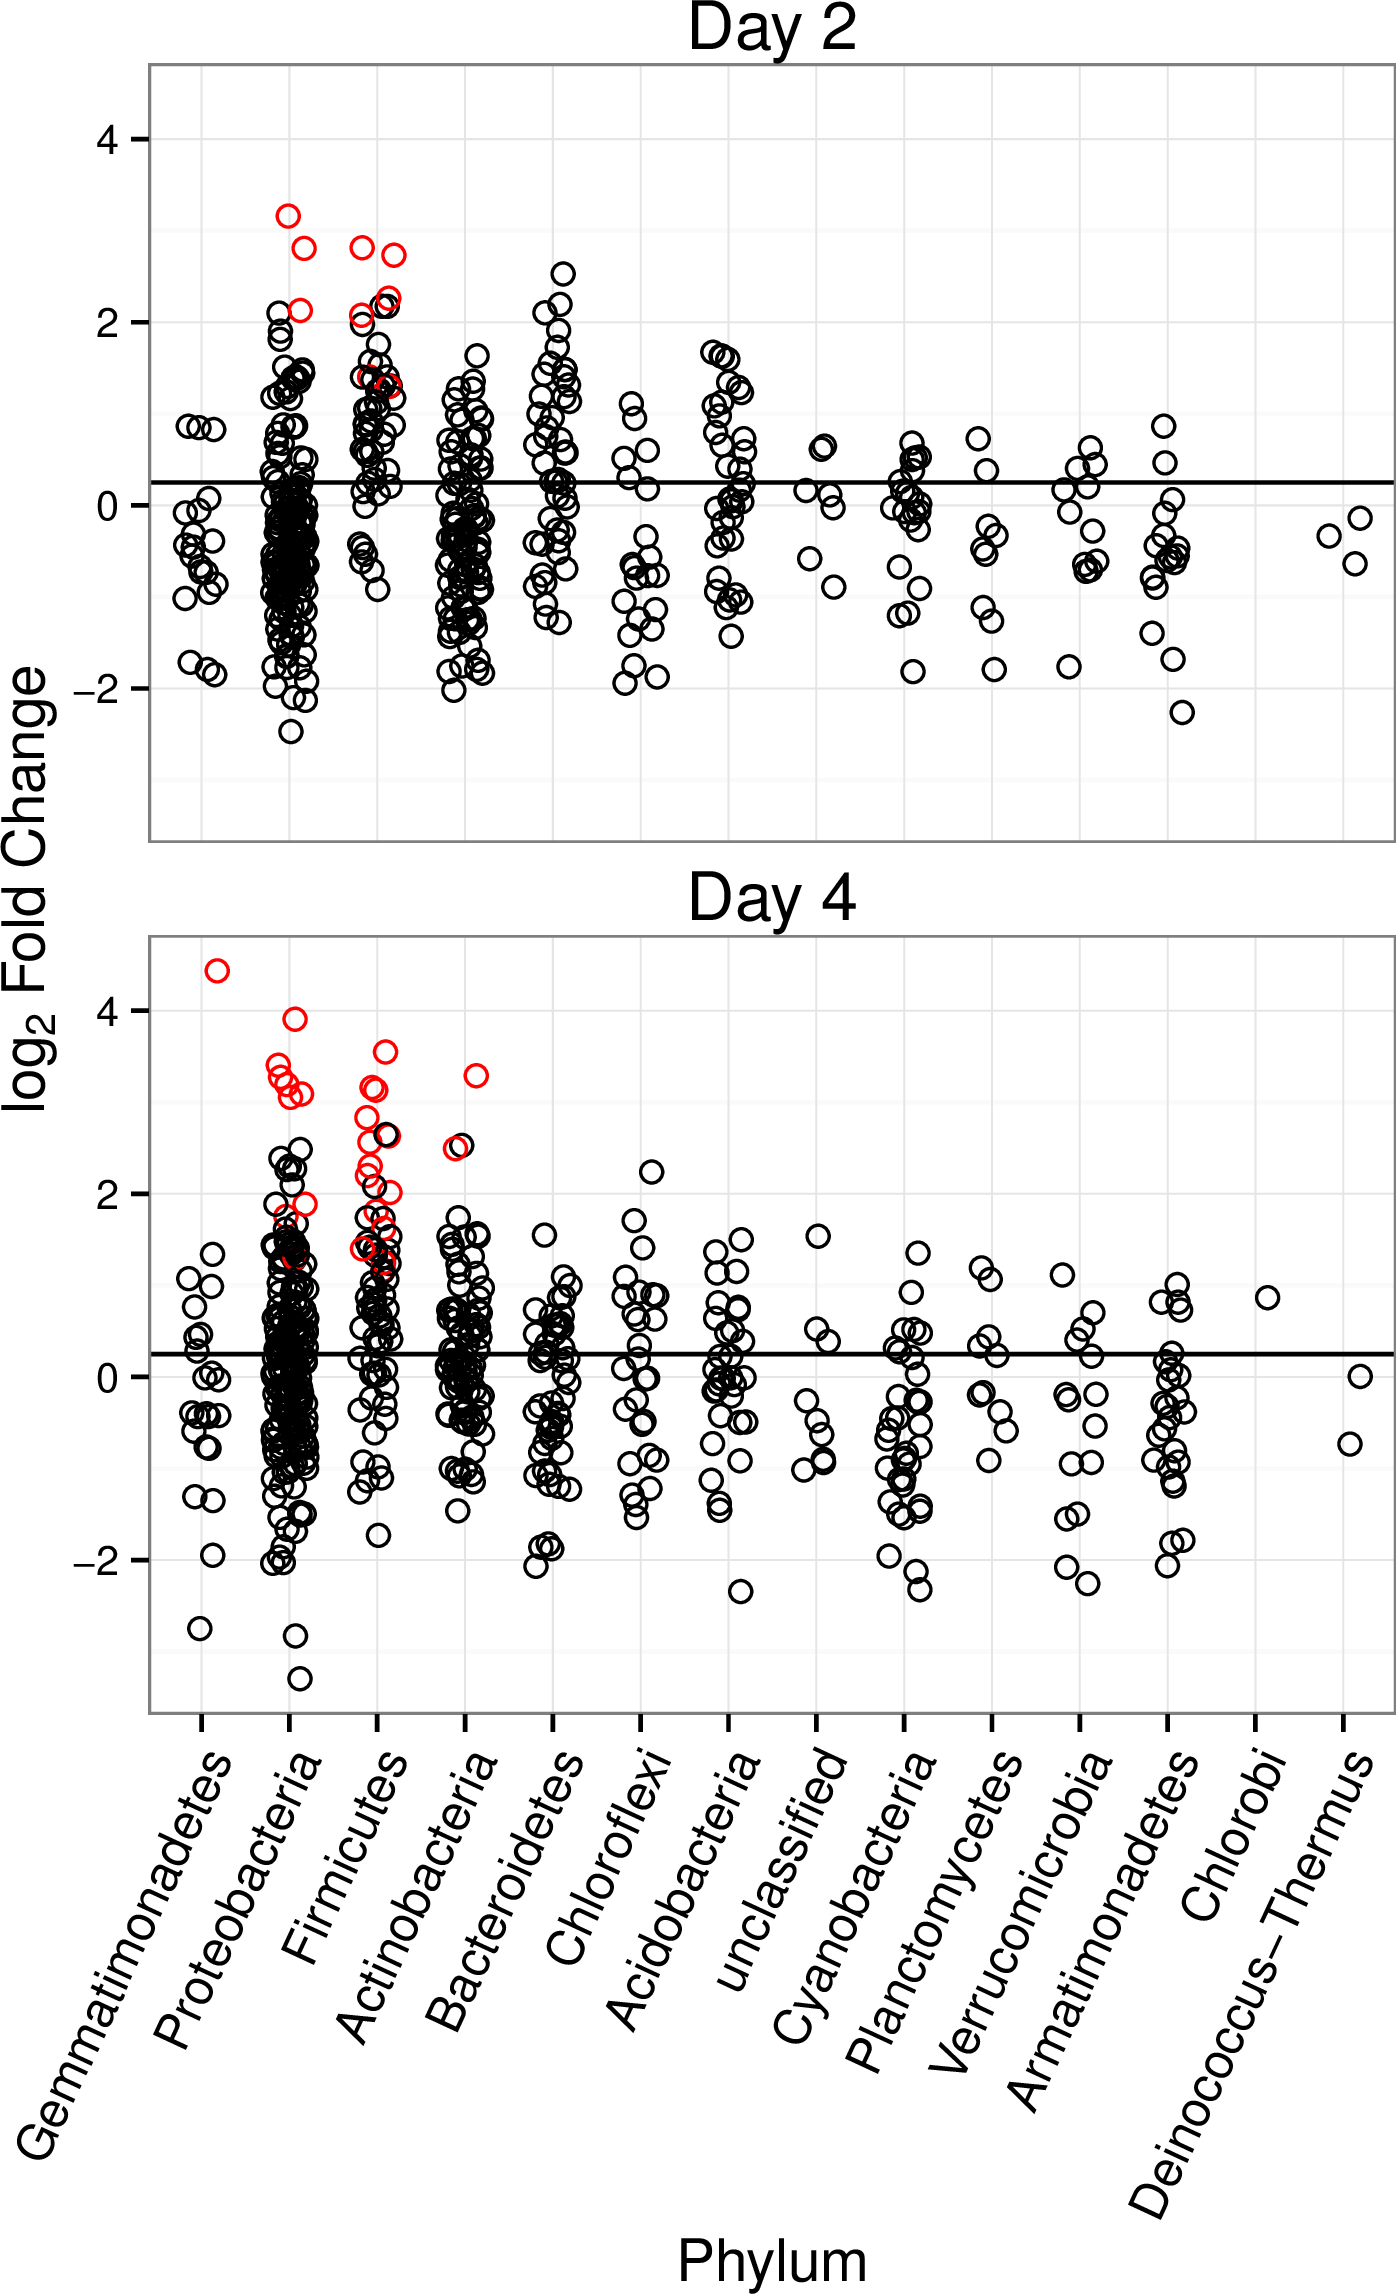 Day 2
4
2
0
−2
log2 Fold Change
Day 4
4
2
0
−2
Gemmatimonadetes
Proteobacteria
Firmicutes
Actinobacteria
Bacteroidetes
Chloroflexi
Acidobacteria
unclassified
Cyanobacteria
Planctomycetes
Verrucomicrobia
Armatimonadetes
Chlorobi
Deinococcus−Thermus
Phylum